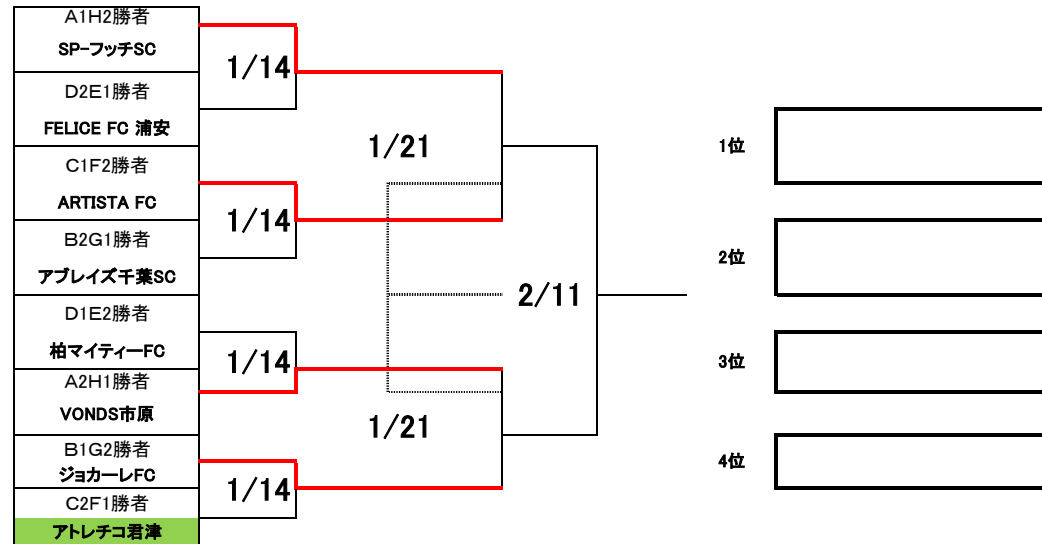 A1H2勝者
SP-フッチSC
D2E1勝者
FELICE FC 浦安
C1F2勝者
ARTISTA FC
B2G1勝者
アブレイズ千葉SC
D1E2勝者
柏マイティーFC
A2H1勝者
VONDS市原
B1G2勝者
ジョカーレFC
C2F1勝者
アトレチコ君津
1/14
1/14
1/14
1/14
1/21
1/21
2/11
1位
2位
3位
4位